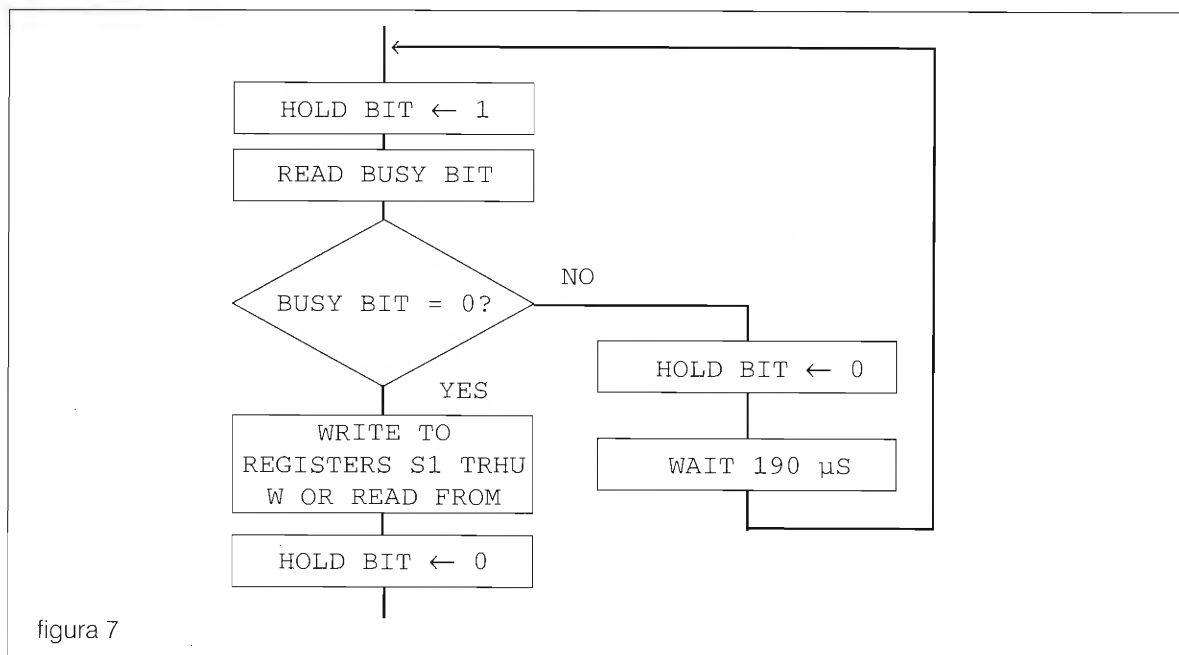 HOLD BIT ← 1
READ BUSY BIT
BUSY BIT = 0?
NO
HOLD BIT ← 0
WAIT 190 µS
YES
WRITE TO
REGISTERS S1 TRHU
W OR READ FROM
HOLD BIT ← 0
figura 7